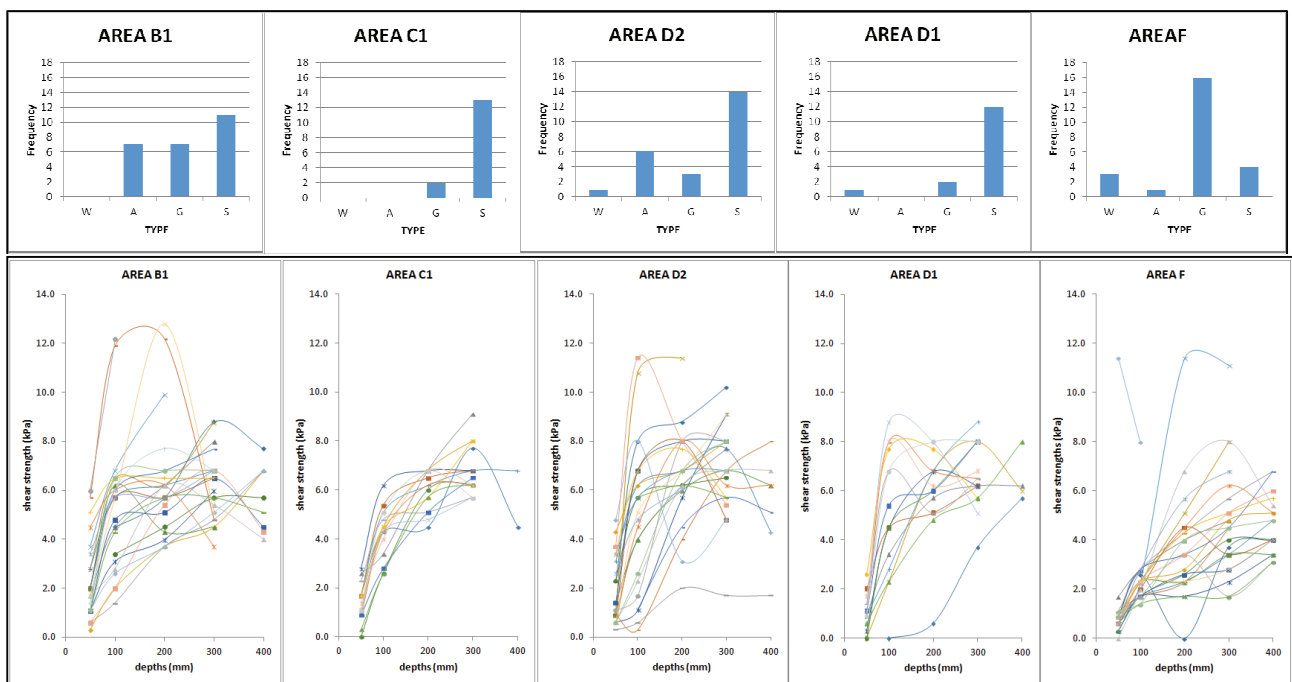 AREA B1
18
16
14
12
10
8
6
4
2
0
Frequency
W A G S
TYPF
AREA C1
18
16
14
12
10
8
6
4
2
0
Frequency
W A G S
TYPE
AREA D2
18
16
14
12
10
8
6
4
2
0
Frequency
W A G S
TYPF
AREA D1
18
16
14
12
10
8
6
4
2
0
Frequency
W A G S
TYPF
AREAF
18
16
14
12
10
8
6
4
2
0
Frequency
W A G S
TYPF
AREA B1
14.0
12.0
10.0
8.0
6.0
4.0
2.0
0.0
shear strength (kPa)
0 100 200 300 400
depths (mm)
AREA C1
14.0
12.0
10.0
8.0
6.0
4.0
2.0
0.0
shear strength (kPa)
0 100 200 300 400
depths (mm)
AREA D2
14.0
12.0
10.0
8.0
6.0
4.0
2.0
0.0
shear strengths (kPa)
0 100 200 300 400
depths (mm)
AREA D1
14.0
12.0
10.0
8.0
6.0
4.0
2.0
0.0
shear strength (kPa)
0 100 200 300 400
depths (mm)
AREA F
14.0
12.0
10.0
8.0
6.0
4.0
2.0
0.0
shear strengths (kPa)
0 100 200 300 400
depths (mm)